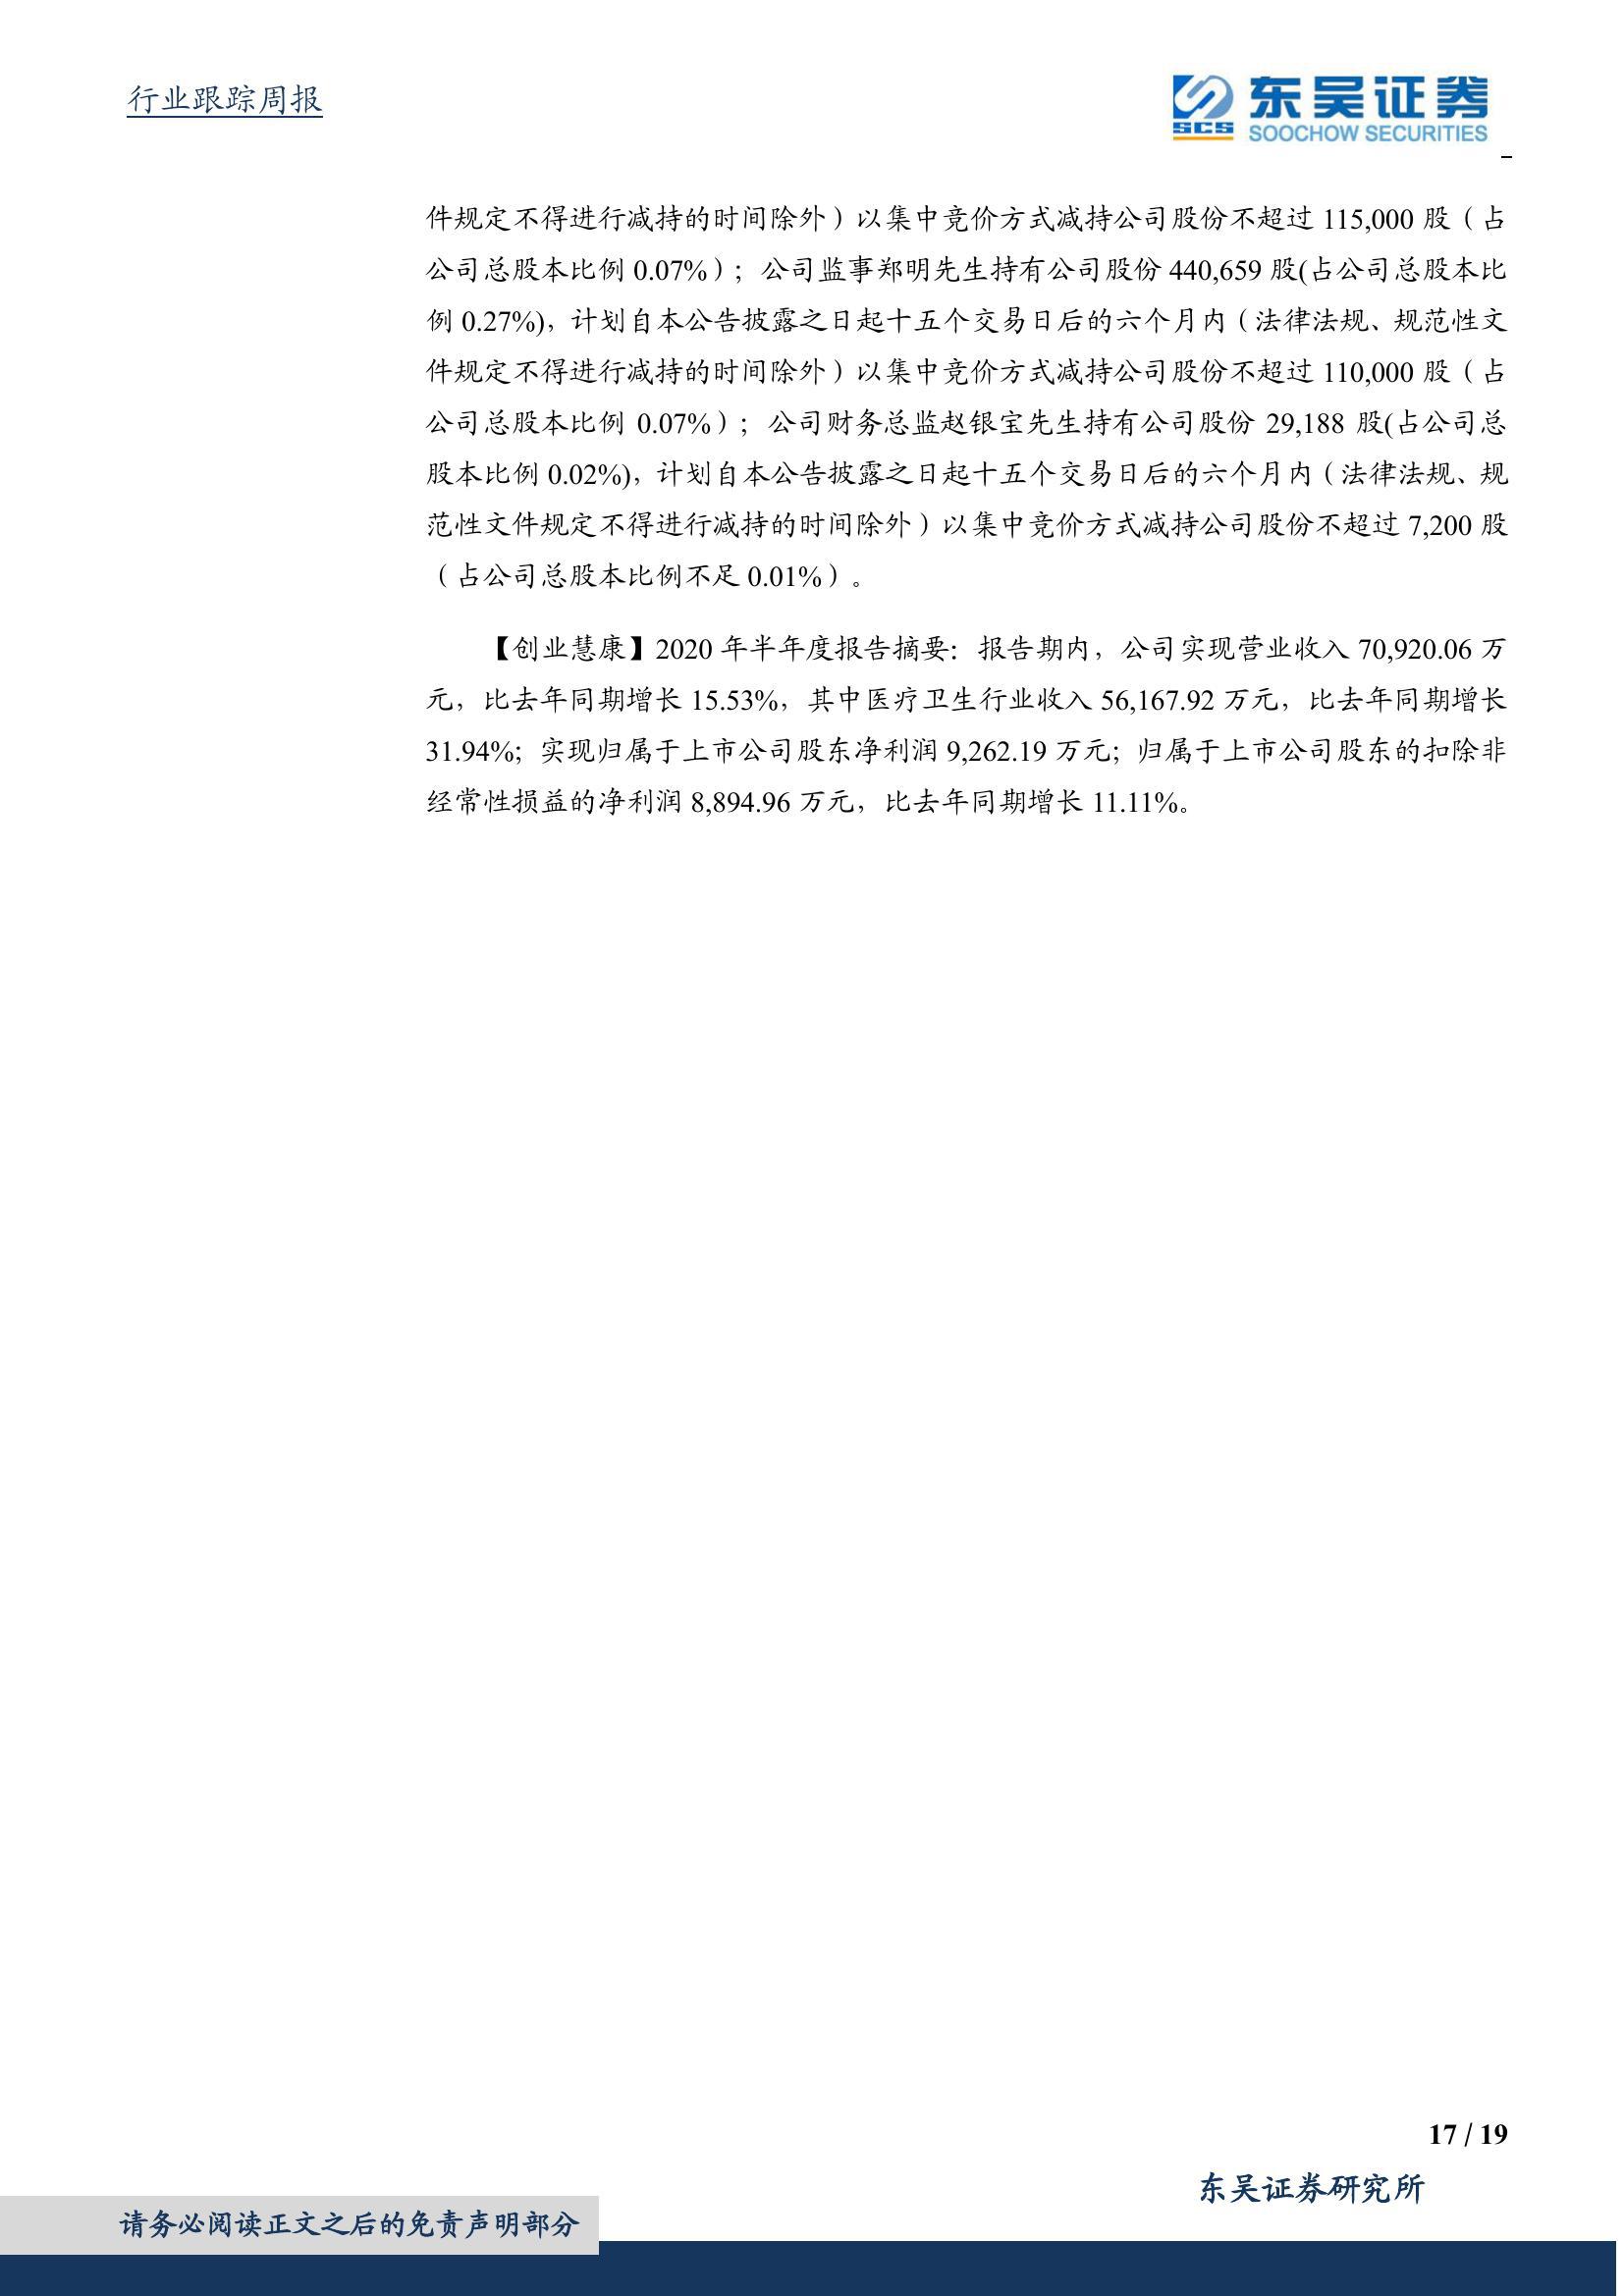 行业跟踪周报
SCS
东吴证券
SOOCHOW SECURITIES
件规定不得进行减持的时间除外）以集中竞价方式减持公司股份不超过 115,000 股（占
公司总股本比例 0.07%）；公司监事郑明先生持有公司股份 440,659 股(占公司总股本比
例 0.27%)，计划自本公告披露之日起十五个交易日后的六个月内（法律法规、规范性文
件规定不得进行减持的时间除外）以集中竞价方式减持公司股份不超过 110,000 股（占
公司总股本比例 0.07%）；公司财务总监赵银宝先生持有公司股份 29,188 股(占公司总
股本比例 0.02%)，计划自本公告披露之日起十五个交易日后的六个月内（法律法规、规
范性文件规定不得进行减持的时间除外）以集中竞价方式减持公司股份不超过 7,200 股
（占公司总股本比例不足 0.01%）。
【创业慧康】2020 年半年度报告摘要：报告期内，公司实现营业收入 70,920.06 万
元，比去年同期增长 15.53%，其中医疗卫生行业收入 56,167.92 万元，比去年同期增长
31.94%；实现归属于上市公司股东净利润 9,262.19 万元；归属于上市公司股东的扣除非
经常性损益的净利润 8,894.96 万元，比去年同期增长 11.11%。
17 / 19
东吴证券研究所
请务必阅读正文之后的免责声明部分